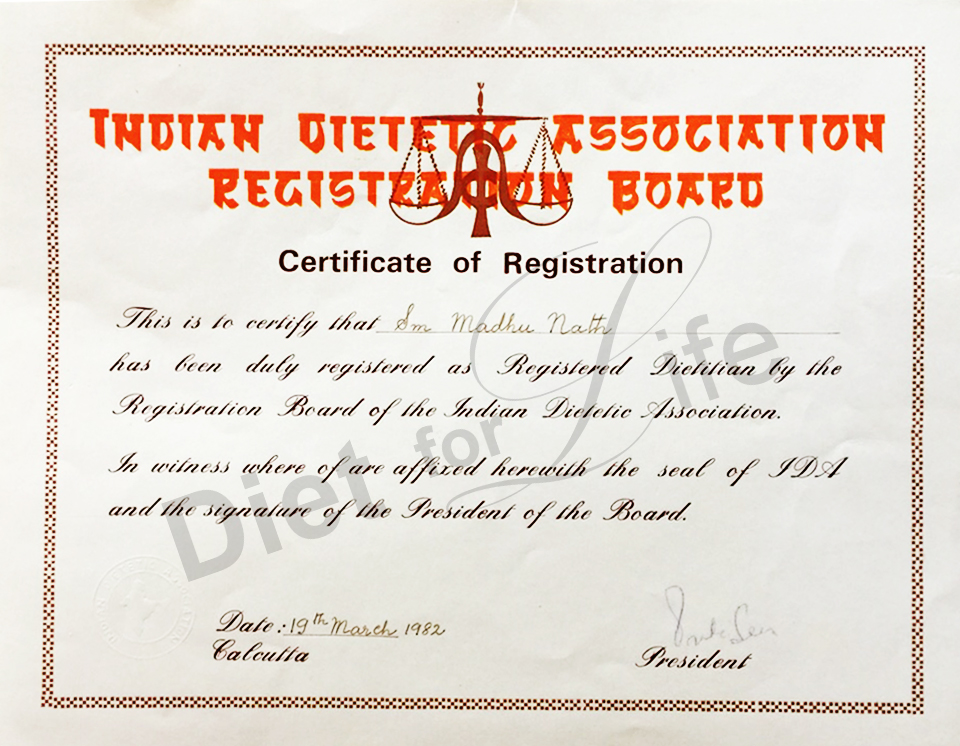 INDIAN DIETETIC ASSOCIATION
REGISTRATION BOARD
Certificate of Registration
This is to certify that Sm Madhu Nath
has been duly registered as Registered Dietitian by the
Registration Board of the Indian Dietetic Association.
In witness where of are affixed herewith the seal of IDA
and the signature of the President of the Board.
Diet for Life
Date: 19th March 1982
Calcutta
President